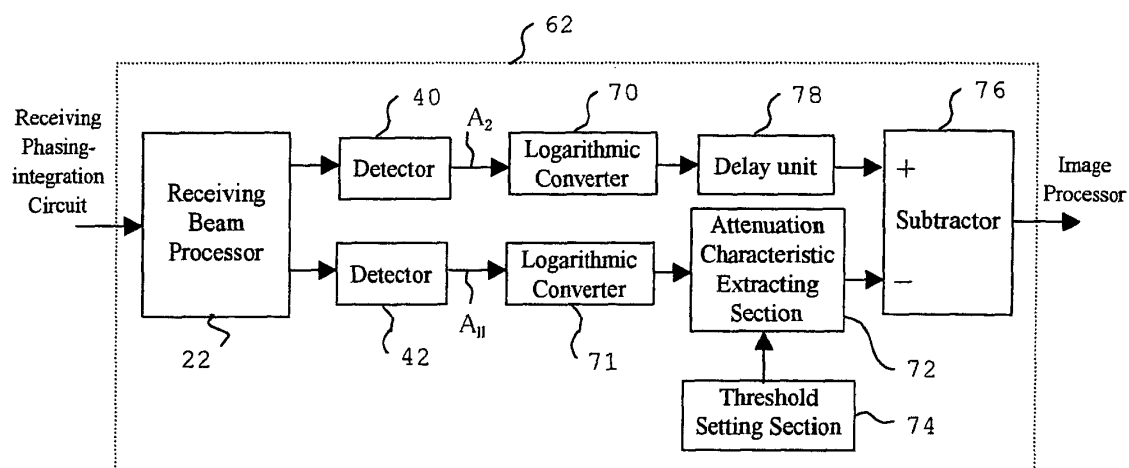 62
Receiving
Phasing-
integration
Circuit
Receiving
Beam
Processor
22
40
Detector
A2
70
Logarithmic
Converter
78
Delay unit
76
+
Subtractor
−
Image
Processor
Detector
42
A11
Logarithmic
Converter
71
Attenuation
Characteristic
Extracting
Section
72
Threshold
Setting Section
74